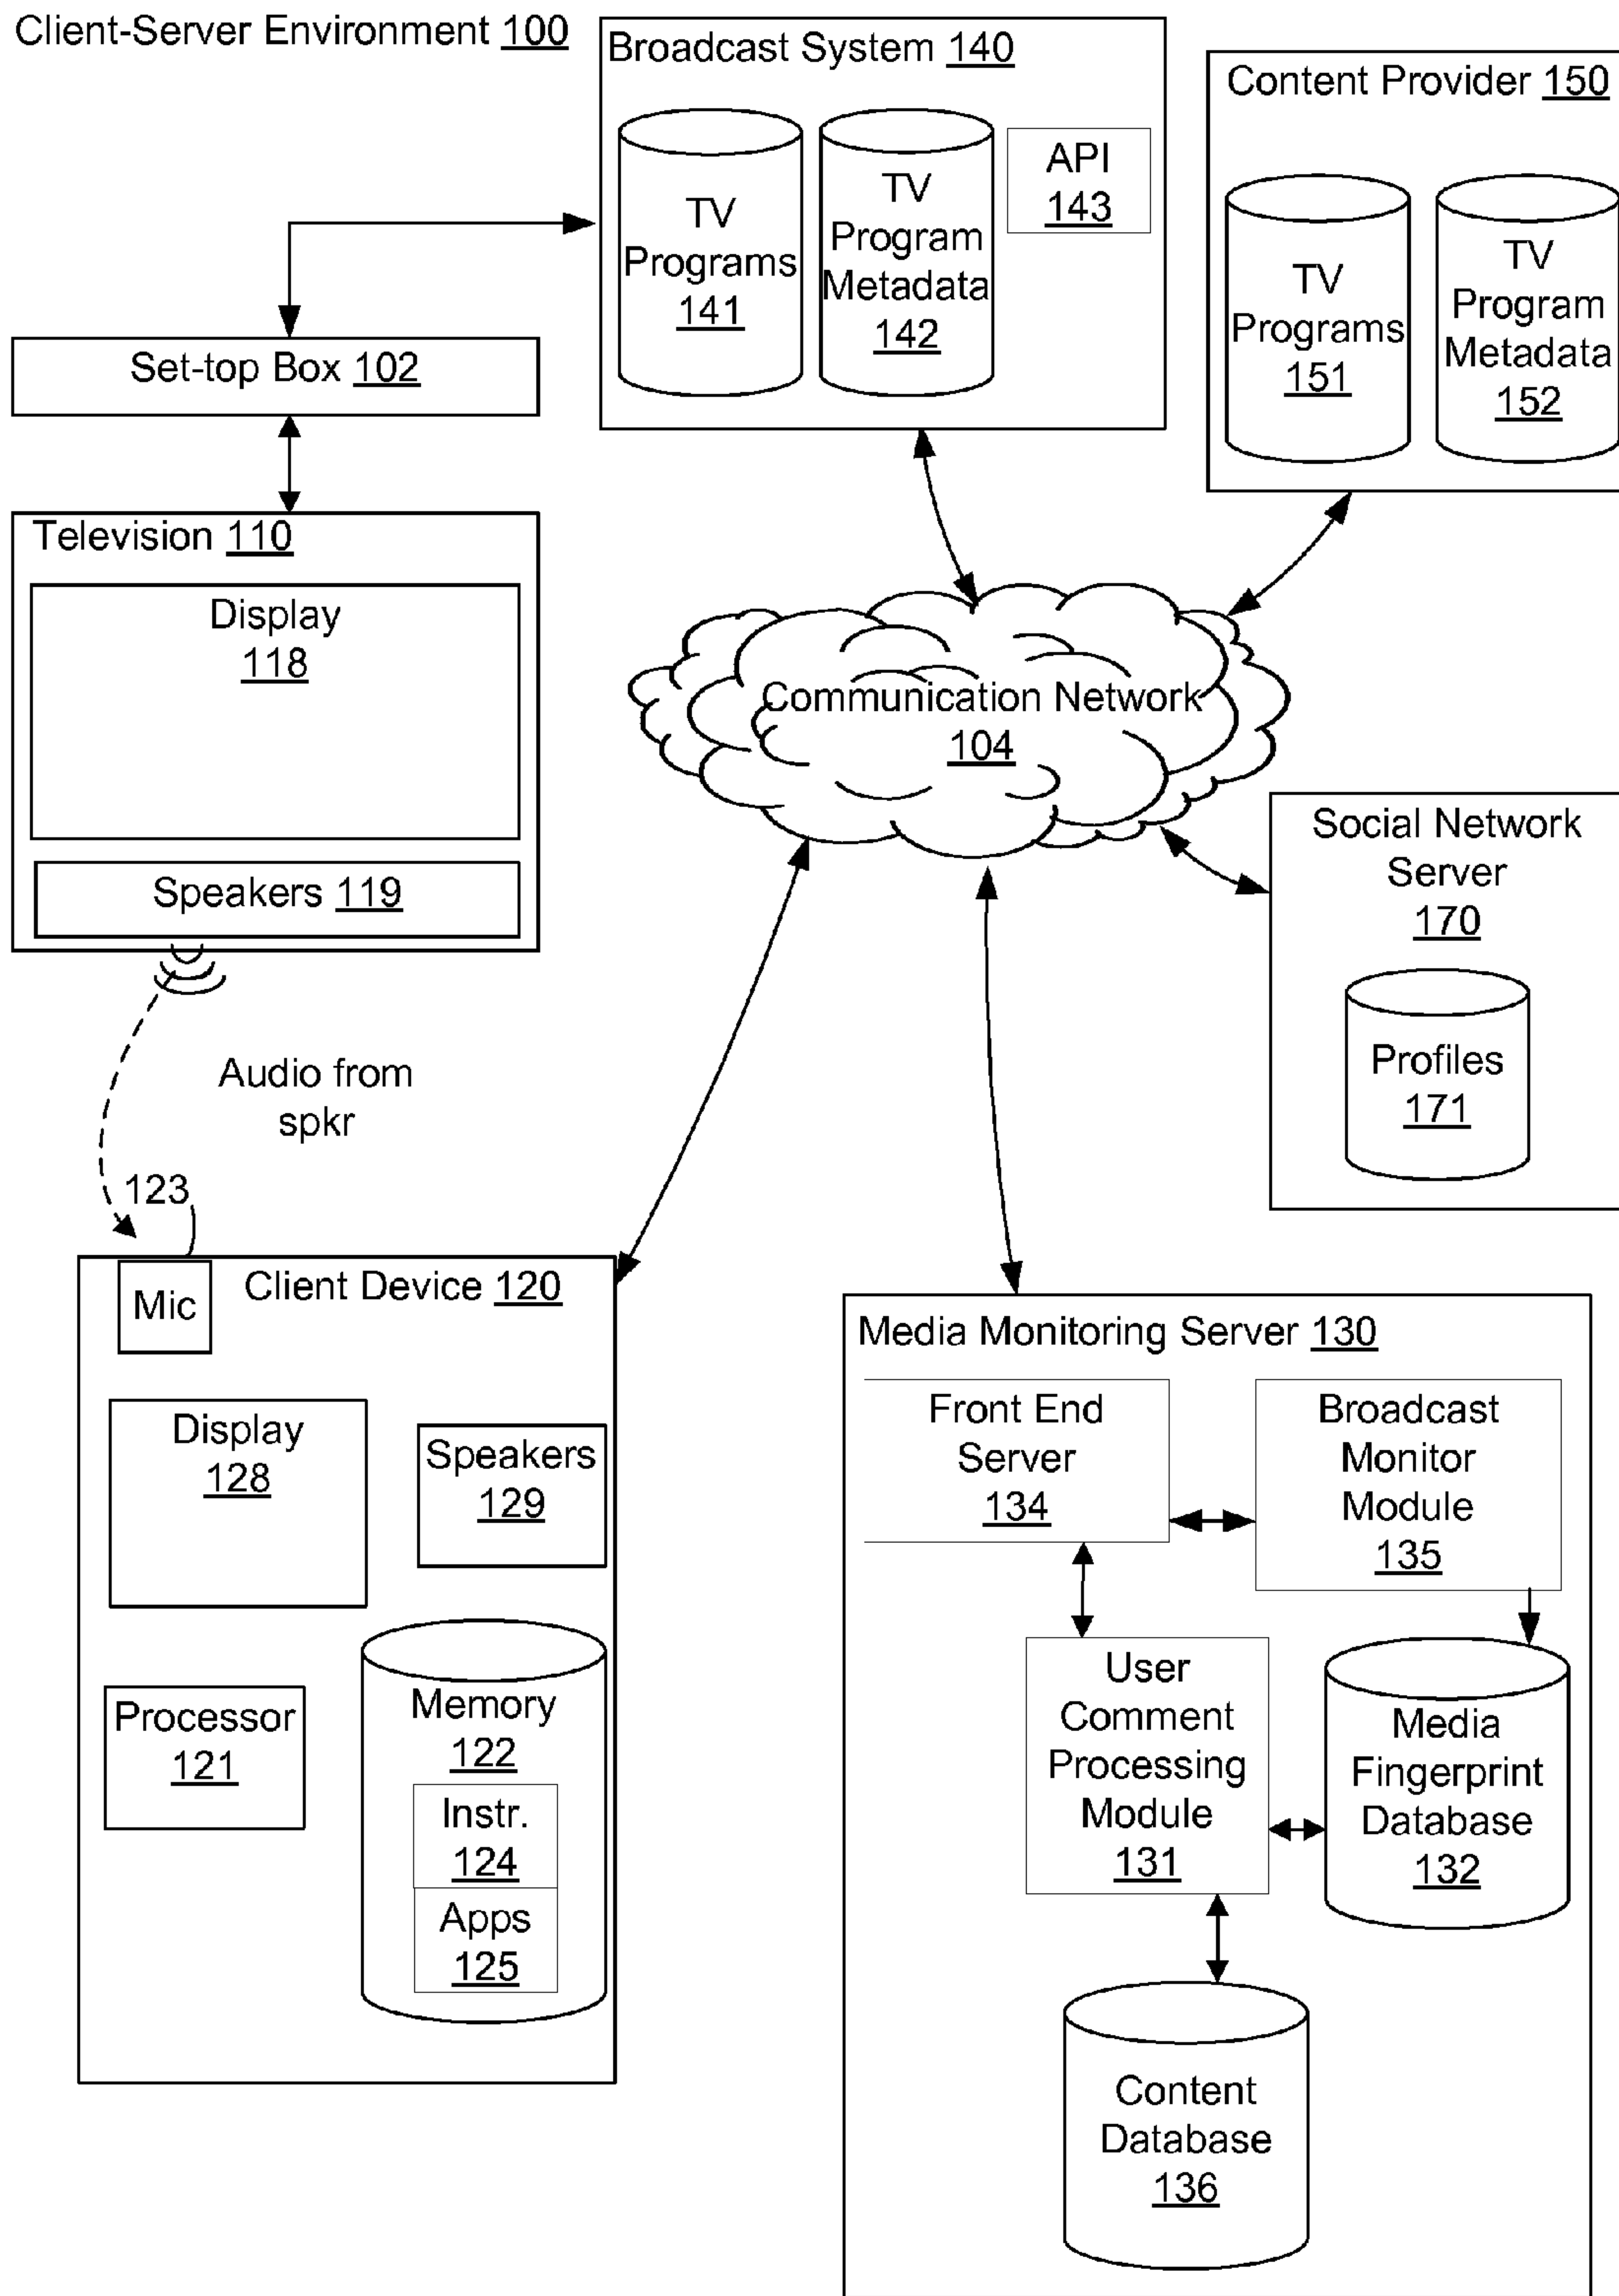 Client-Server Environment 100
Broadcast System 140
TV
Programs
141
TV
Program
Metadata
142
API
143
Content Provider 150
TV
Programs
151
TV
Program
Metadata
152
Set-top Box 102
Television 110
Display
118
Speakers 119
Communication Network
104
Social Network
Server
170
Profiles
171
Audio from
spkr
123
Mic
Client Device 120
Display
128
Speakers
129
Processor
121
Memory
122
Instr.
124
Apps
125
Media Monitoring Server 130
Front End
Server
134
Broadcast
Monitor
Module
135
User
Comment
Processing
Module
131
Media
Fingerprint
Database
132
Content
Database
136